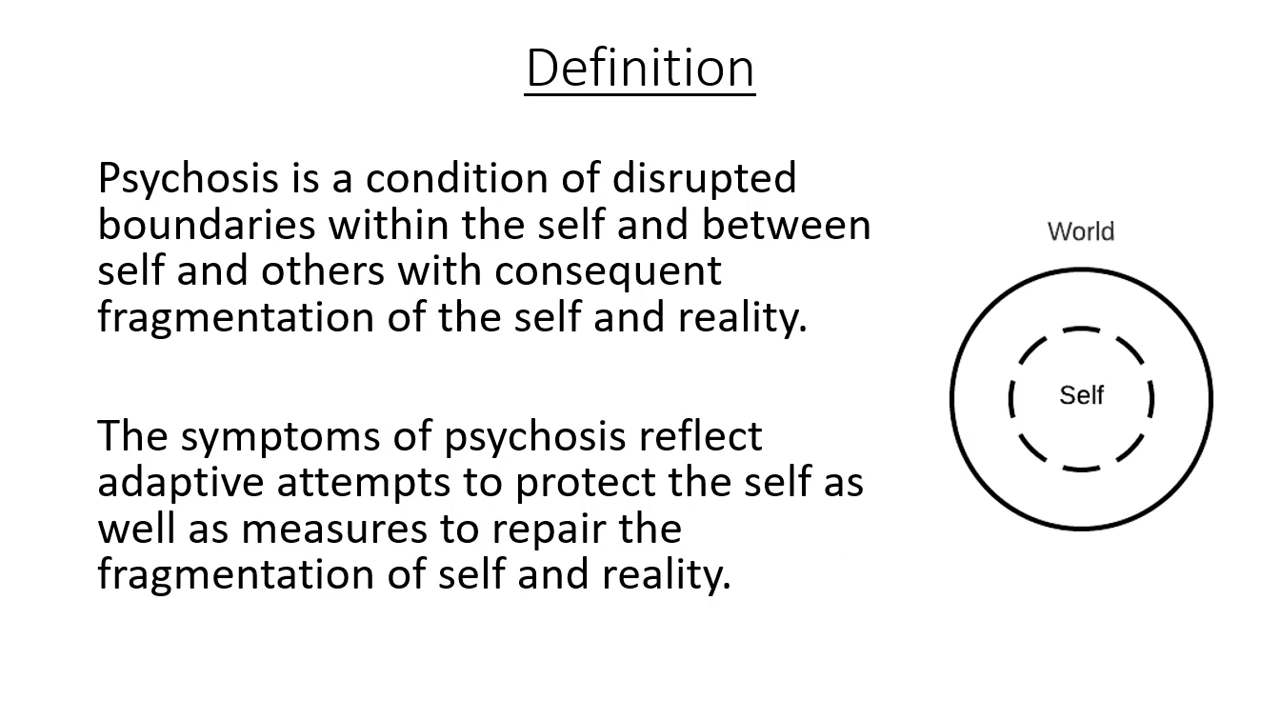 Definition
Psychosis is a condition of disrupted
boundaries within the self and between
self and others with consequent
fragmentation of the self and reality.
The symptoms of psychosis reflect
adaptive attempts to protect the self as
well as measures to repair the
fragmentation of self and reality.
World
Self